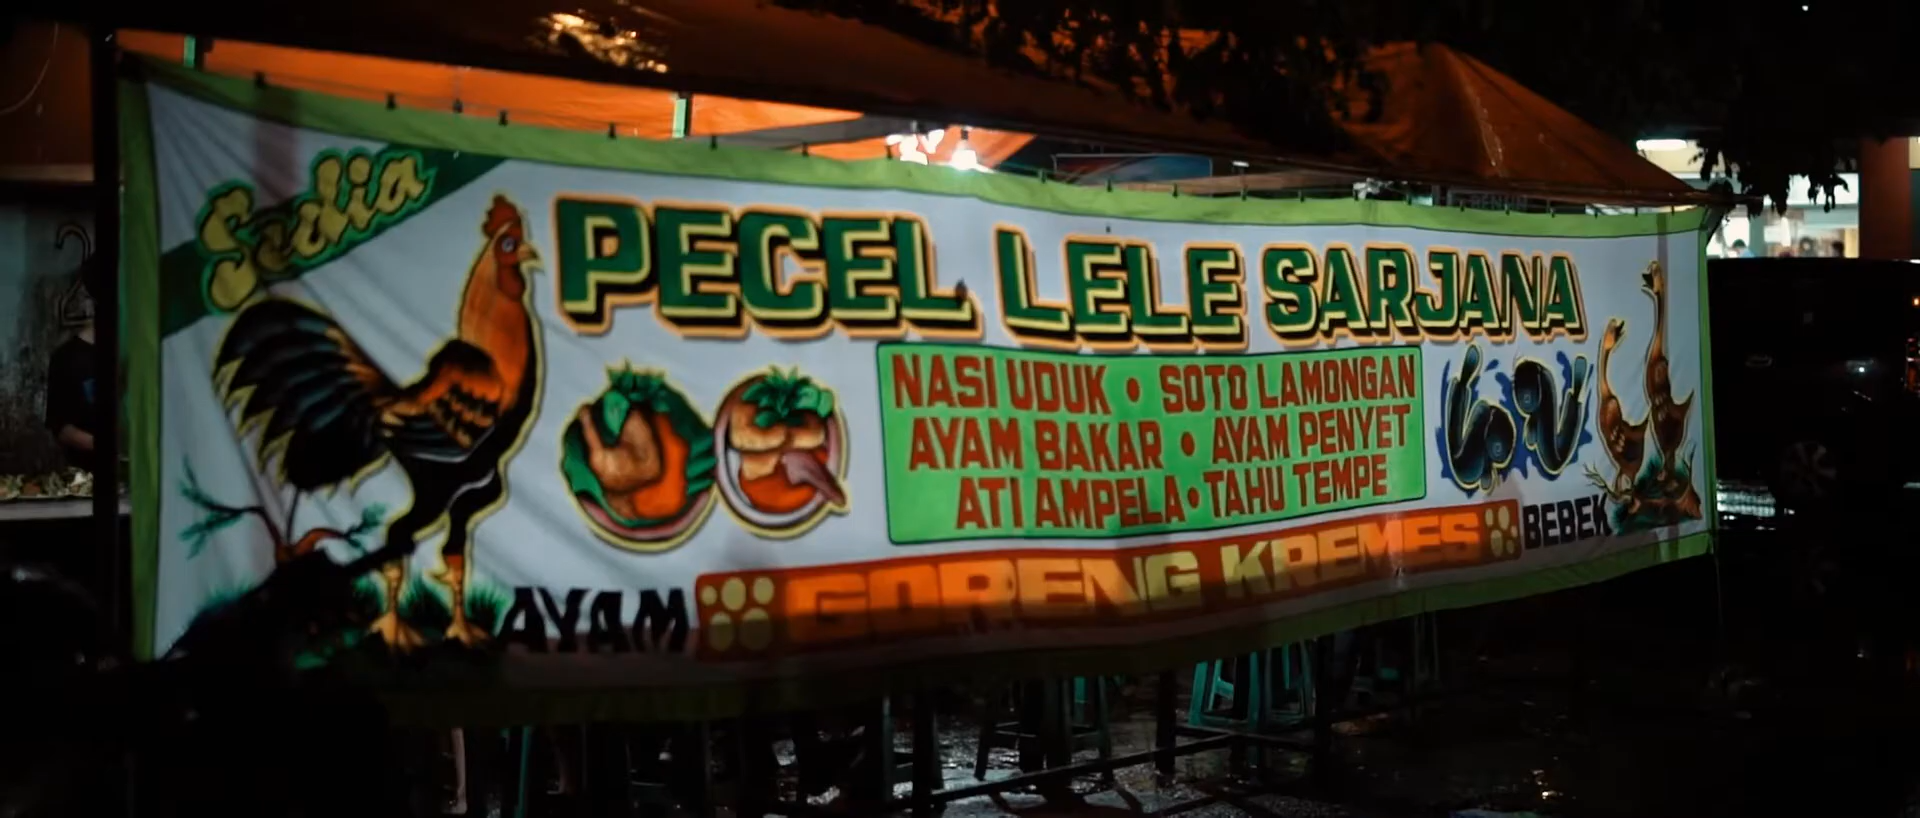 Sedia
PECEL LELE SARJANA
NASI UDUK • SOTO LAMONGAN
AYAM BAKAR • AYAM PENYET
ATI AMPELA • TAHU TEMPE
AYAM GORENG KREMES BEBEK